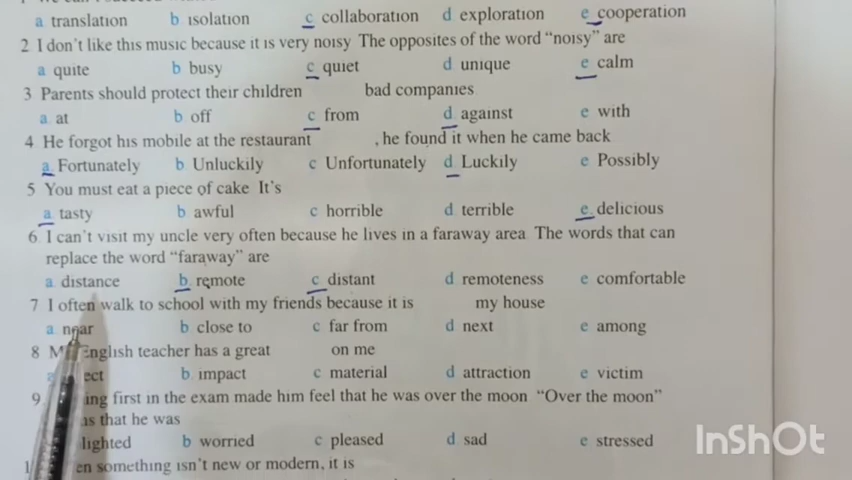 a translation b isolation c collaboration d exploration e cooperation
2 I don't like this music because it is very noisy The opposites of the word "noisy" are
a quite b busy c quiet d unique e calm
3 Parents should protect their children bad companies
a at b off c from d against e with
4 He forgot his mobile at the restaurant , he found it when he came back
a. Fortunately b Unluckily c Unfortunately d Luckily e Possibly
5 You must eat a piece of cake It's
a tasty b awful c horrible d terrible e. delicious
6. I can't visit my uncle very often because he lives in a faraway area The words that can
replace the word "faraway" are
a distance b. remote c distant d remoteness e comfortable
7 I often walk to school with my friends because it is my house
a near b close to c far from d next e among
8 English teacher has a great on me
b. impact c material d attraction e victim
9 first in the exam made him feel that he was over the moon "Over the moon"
that he was
b worried c pleased d sad e stressed
something isn't new or modern, it is
InShOt